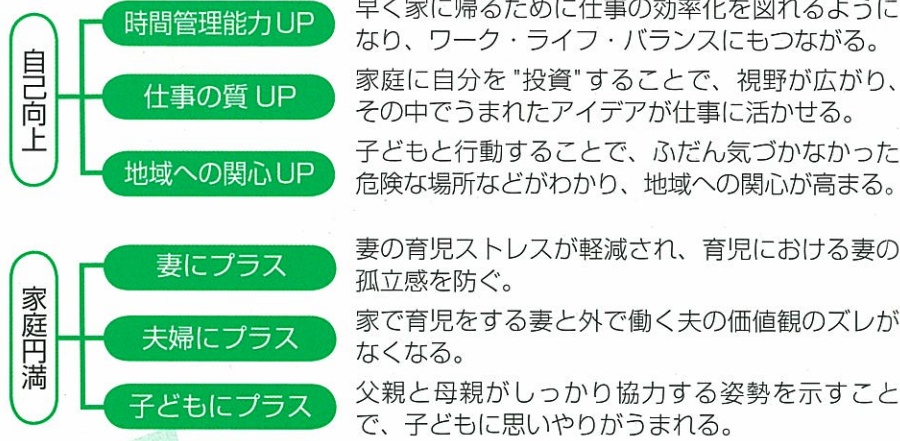 自己向上
時間管理能力UP
早く家に帰るために仕事の効率化を図れるように
なり、ワーク・ライフ・バランスにもつながる。
仕事の質 UP
家庭に自分を"投資"することで、視野が広がり、
その中でうまれたアイデアが仕事に活かせる。
地域への関心UP
子どもと行動することで、ふだん気づかなかった
危険な場所などがわかり、地域への関心が高まる。
家庭円満
妻にプラス
妻の育児ストレスが軽減され、育児における妻の
孤立感を防ぐ。
夫婦にプラス
家で育児をする妻と外で働く夫の価値観のズレが
なくなる。
子どもにプラス
父親と母親がしっかり協力する姿勢を示すこと
で、子どもに思いやりがうまれる。